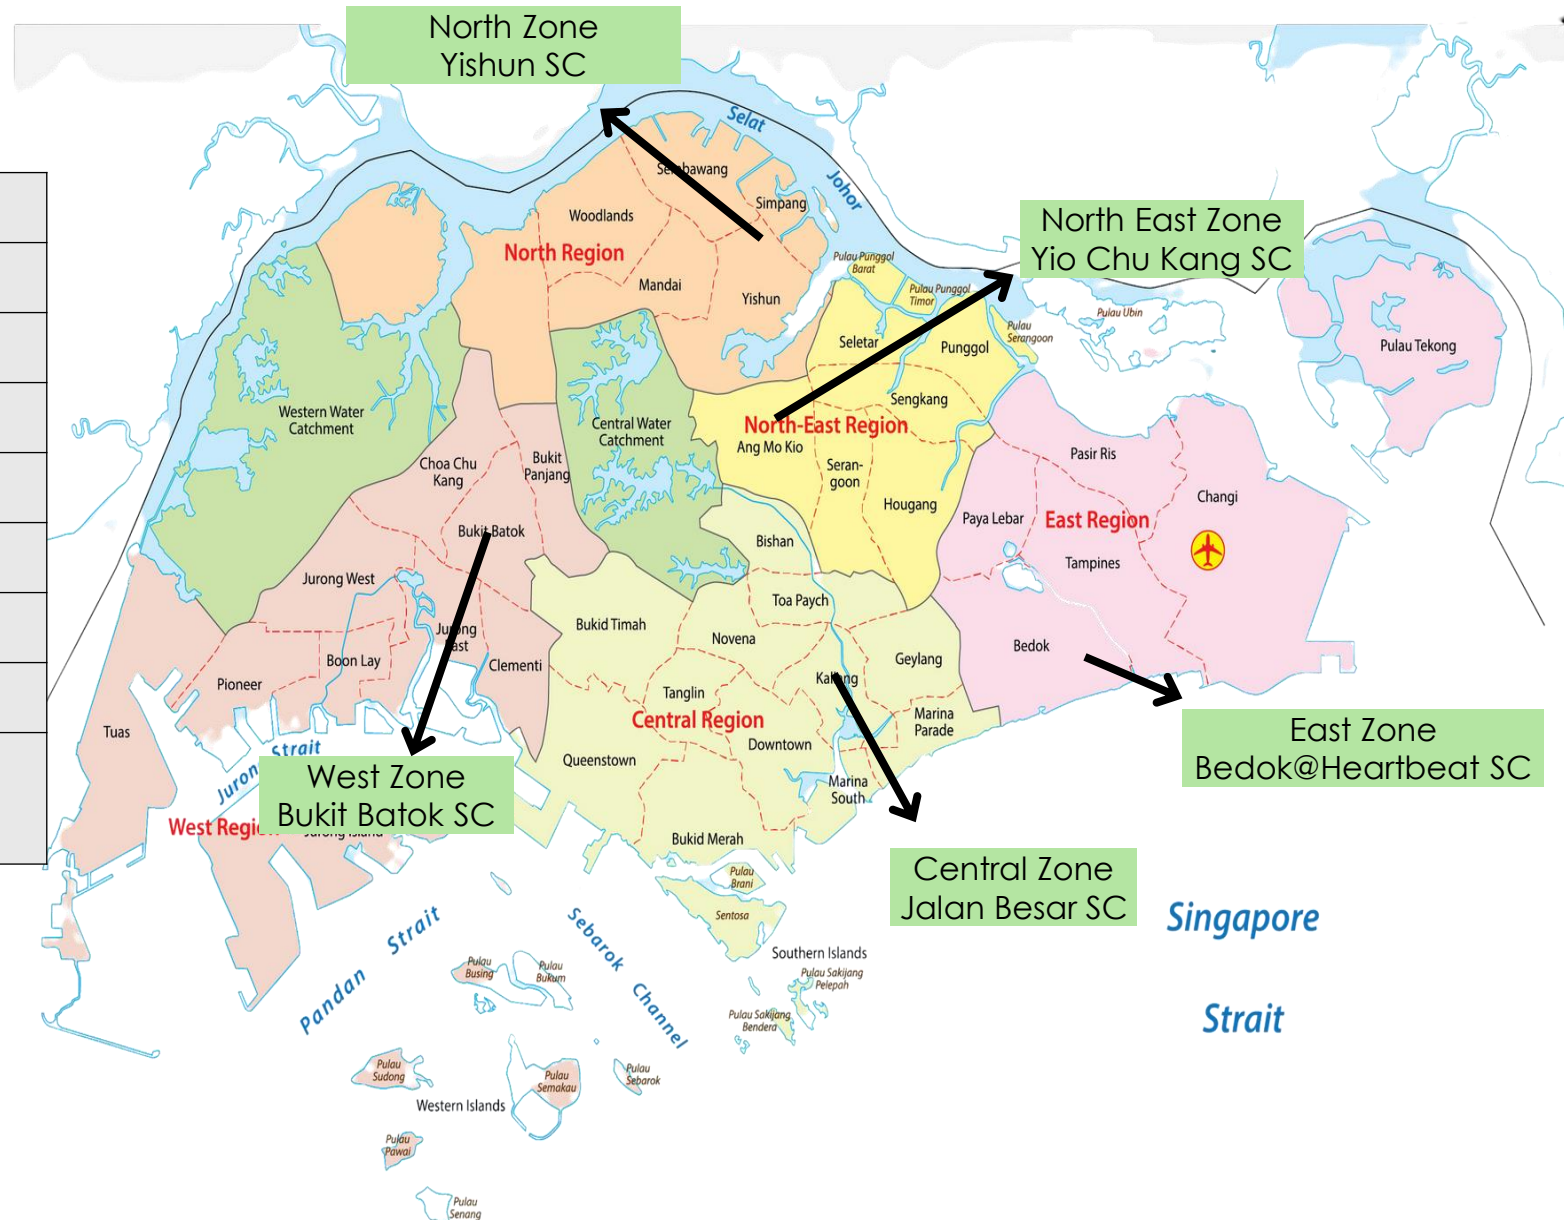 North Zone
Yishun SC
Selat
Johor
Sembawang
Simpang
Woodlands
North Region
Mandai
Yishun
North East Zone
Yio Chu Kang SC
Pulau Punggol
Barat
Pulau Punggol
Timor
Pulau
Serangoon
Pulau Ubin
Pulau Tekong
Seletar
Punggol
Sengkang
North-East Region
Ang Mo Kio
Seran-
goon
Hougang
Western Water
Catchment
Central Water
Catchment
Choa Chu
Kang
Bukit
Panjang
Bukit Batok
Jurong West
Jurong
East
Boon Lay
Clementi
Pioneer
Tuas
Pasir Ris
Changi
Paya Lebar
East Region
Tampines
Bedok
Bishan
Toa Paych
Bukid Timah
Novena
Geylang
Kallang
Tanglin
Central Region
Marina
Parade
Downtown
Queenstown
Marina
South
Bukid Merah
East Zone
Bedok@Heartbeat SC
Jurong Strait
West Zone
Bukit Batok SC
West Region
Jurong Island
Central Zone
Jalan Besar SC
Pulau
Brani
Sentosa
Southern Islands
Pulau Sakijang
Pelepah
Pulau Sakijang
Bendera
Singapore
Strait
Pandan Strait
Sebarok Channel
Pulau
Busing
Pulau
Bukum
Pulau
Sudong
Pulau
Semakau
Pulau
Sebarok
Western Islands
Pulau
Pawai
Pulau
Senang